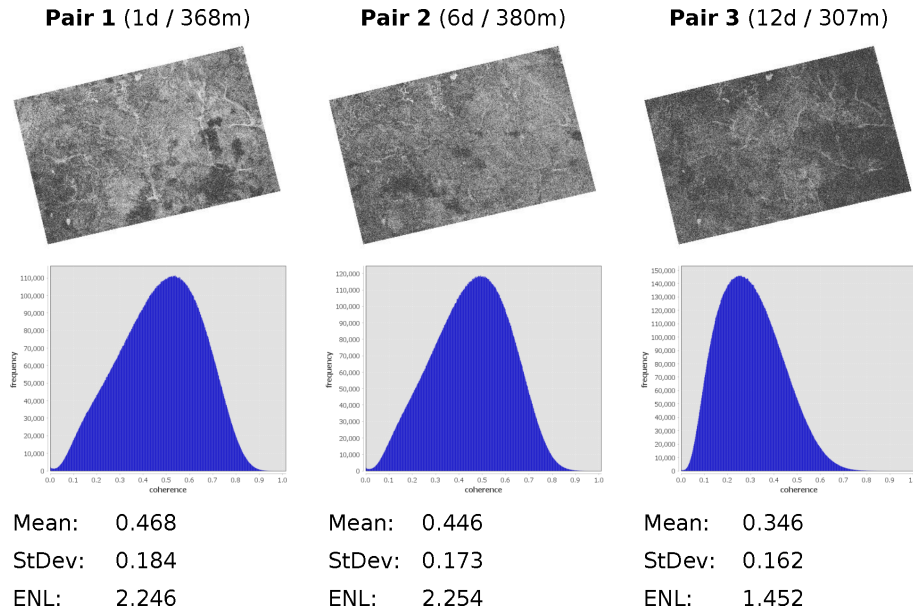 Pair 1 (1d / 368m)
Pair 2 (6d / 380m)
Pair 3 (12d / 307m)
110,000
100,000
90,000
80,000
70,000
60,000
50,000
40,000
30,000
20,000
10,000
0
frequency
0.0 0.1 0.2 0.3 0.4 0.5 0.6 0.7 0.8 0.9 1.0
coherence
120,000
110,000
100,000
90,000
80,000
70,000
60,000
50,000
40,000
30,000
20,000
10,000
0
frequency
0.0 0.1 0.2 0.3 0.4 0.5 0.6 0.7 0.8 0.9 1.0
coherence
150,000
140,000
130,000
120,000
110,000
100,000
90,000
80,000
70,000
60,000
50,000
40,000
30,000
20,000
10,000
0
frequency
0.0 0.1 0.2 0.3 0.4 0.5 0.6 0.7 0.8 0.9 1.0
coherence
Mean: 0.468
StDev: 0.184
ENL: 2.246
Mean: 0.446
StDev: 0.173
ENL: 2.254
Mean: 0.346
StDev: 0.162
ENL: 1.452